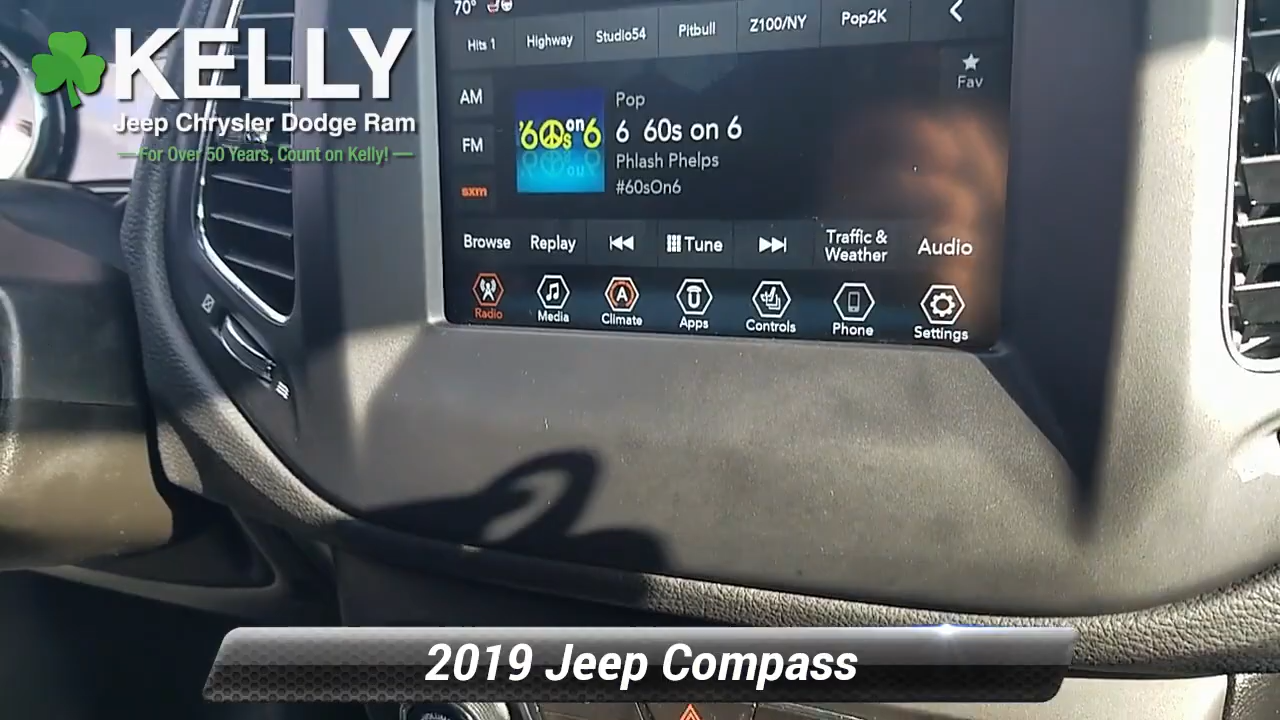 KELLY
Jeep Chrysler Dodge Ram
For Over 50 Years, Count on Kelly!
70°
Hits 1 Highway Studio54 Pitbull Z100/NY Pop2K
Fav
AM
FM
sxm
'60s on 6
Pop
6 60s on 6
Phlash Phelps
#60sOn6
Browse Replay Tune Traffic & Weather Audio
Radio Media Climate Apps Controls Phone Settings
2019 Jeep Compass